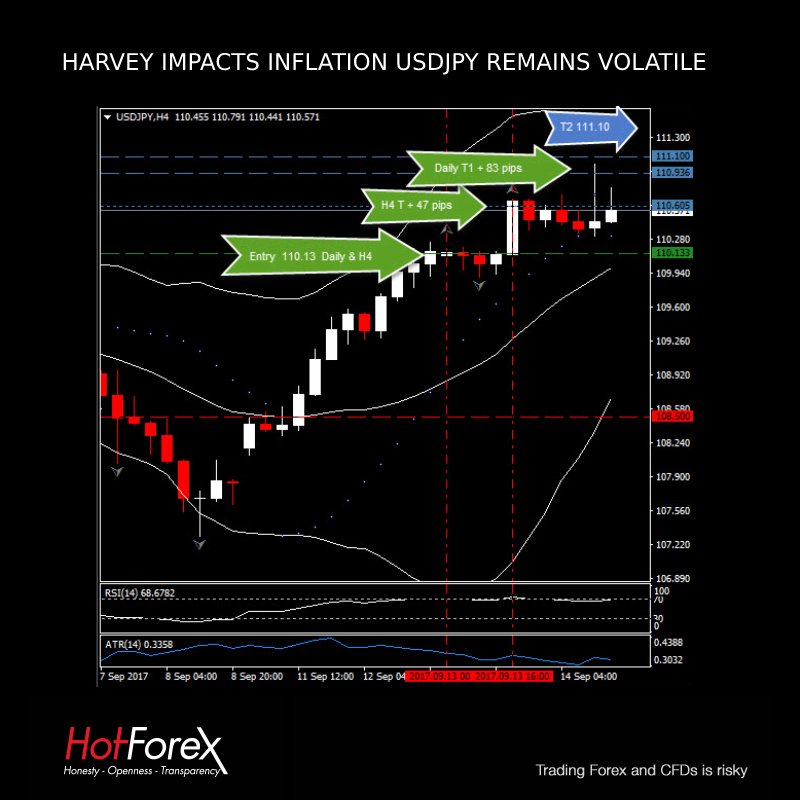 HARVEY IMPACTS INFLATION USDJPY REMAINS VOLATILE
USDJPY,H4 110.455 110.791 110.441 110.571
T2 111.10
111.300
111.100
Daily T1 + 83 pips
110.936
H4 T + 47 pips
110.605
110.571
110.280
Entry 110.13 Daily & H4
110.133
109.940
109.600
109.260
108.920
108.580
108.500
108.240
107.900
107.560
107.220
106.890
RSI(14) 68.6782
100
70
30
0
ATR(14) 0.3358
0.4388
0.3032
7 Sep 2017 8 Sep 04:00 8 Sep 20:00 11 Sep 12:00 12 Sep 04 2017.09.13 00 2017.09.13 16:00 14 Sep 04:00
HotForex
Honesty - Openness - Transparency
Trading Forex and CFDs is risky